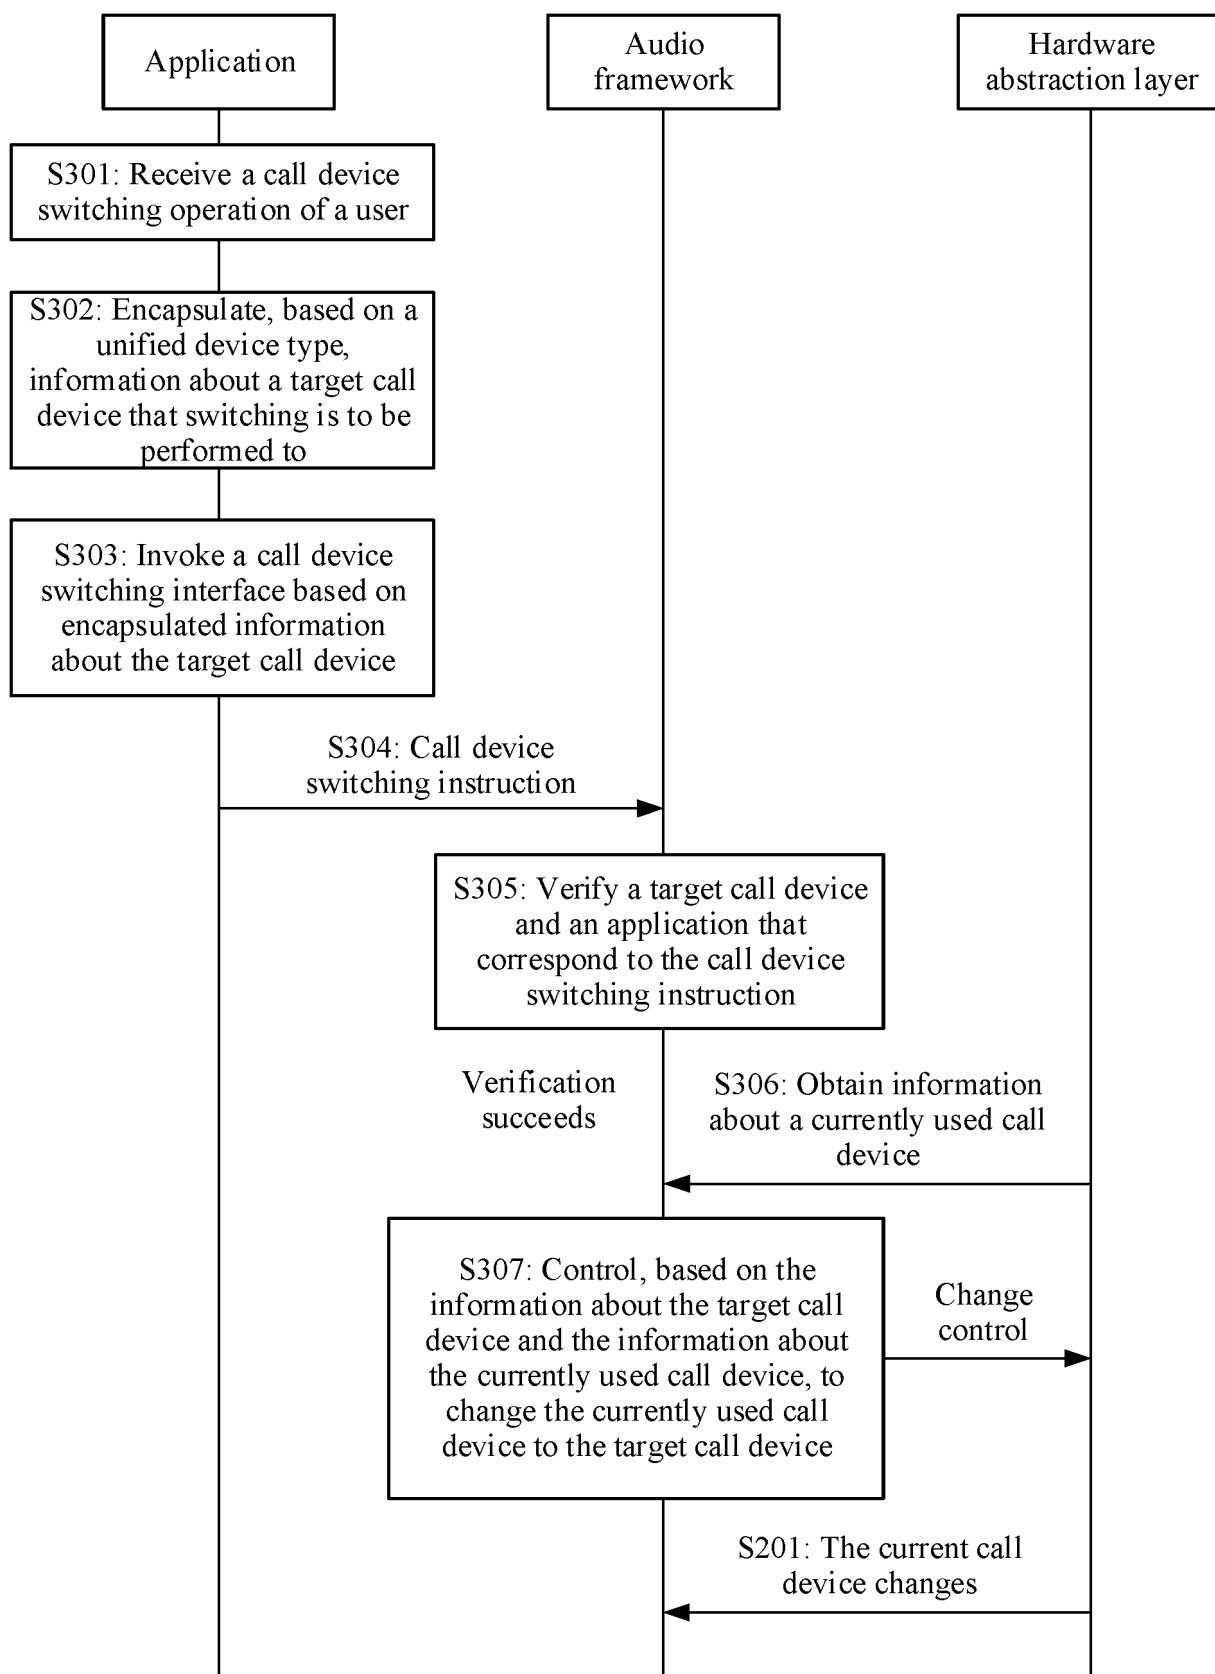 Application
Audio
framework
Hardware
abstraction layer
S301: Receive a call device
switching operation of a user
S302: Encapsulate, based on a
unified device type,
information about a target call
device that switching is to be
performed to
S303: Invoke a call device
switching interface based on
encapsulated information
about the target call device
S304: Call device
switching instruction
S305: Verify a target call device
and an application that
correspond to the call device
switching instruction
Verification
succeeds
S306: Obtain information
about a currently used call
device
S307: Control, based on the
information about the target call
device and the information about
the currently used call device, to
change the currently used call
device to the target call device
Change
control
S201: The current call
device changes